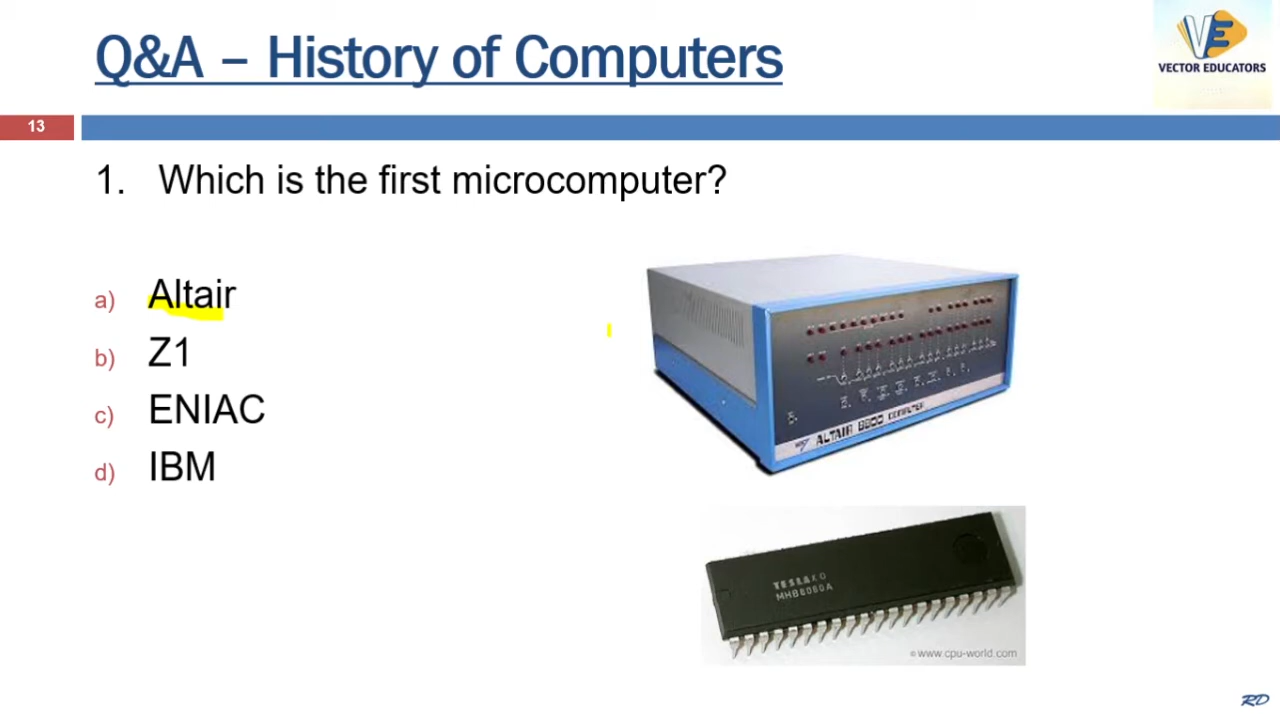 Q&A – History of Computers
VECTOR EDUCATORS
13
1. Which is the first microcomputer?
a) Altair
b) Z1
c) ENIAC
d) IBM
ALTAIR 8800 COMPUTER
TESLA
MHB8080A
www.cpu-world.com
RD